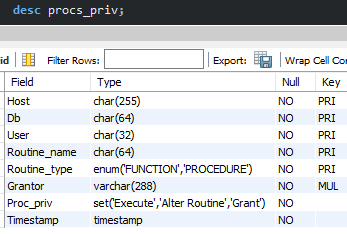 desc procs_priv;
Filter Rows: Export: Wrap Cell
Field Type Null Key
Host char(255) NO PRI
Db char(64) NO PRI
User char(32) NO PRI
Routine_name char(64) NO PRI
Routine_type enum('FUNCTION','PROCEDURE') NO PRI
Grantor varchar(288) NO MUL
Proc_priv set('Execute','Alter Routine','Grant') NO
Timestamp timestamp NO